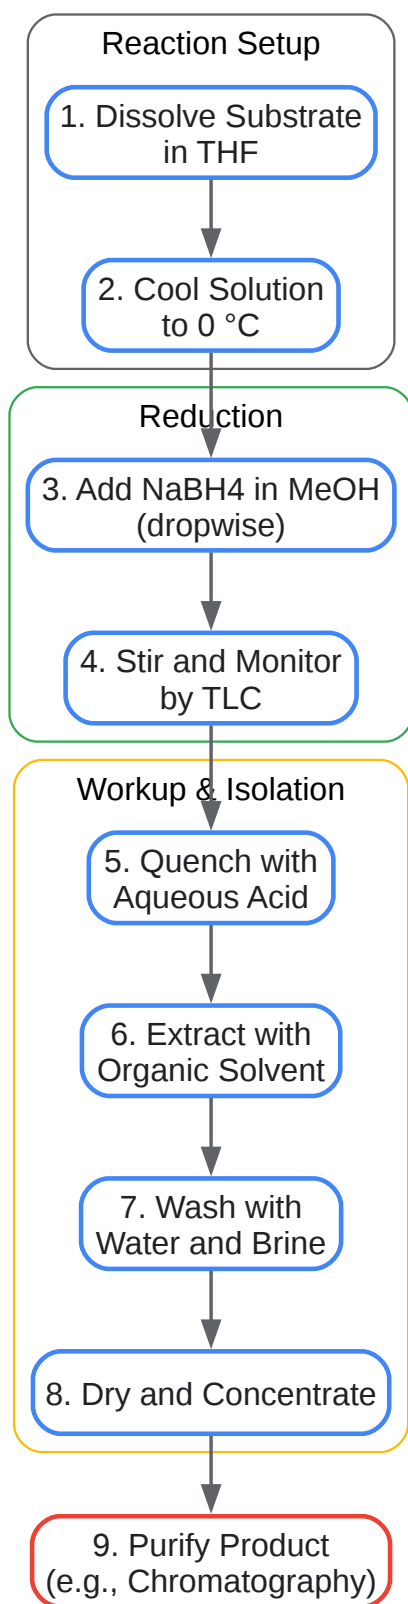 Reaction Setup
1. Dissolve Substrate
in THF
2. Cool Solution
to 0 °C
Reduction
3. Add NaBH4 in MeOH
(dropwise)
4. Stir and Monitor
by TLC
Workup & Isolation
5. Quench with
Aqueous Acid
6. Extract with
Organic Solvent
7. Wash with
Water and Brine
8. Dry and Concentrate
9. Purify Product
(e.g., Chromatography)